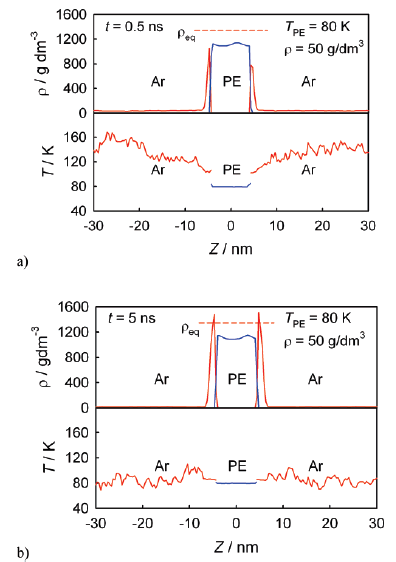 t = 0.5 ns ρeq T_PE = 80 K
ρ = 50 g/dm³
ρ / g dm⁻³
1600
1200
800
400
0
Ar PE Ar
T / K
160
120
80
40
Ar PE Ar
-30 -20 -10 0 10 20 30
Z / nm
a)
t = 5 ns ρeq T_PE = 80 K
ρ = 50 g/dm³
ρ / gdm⁻³
1600
1200
800
400
0
Ar PE Ar
T / K
160
120
80
40
Ar PE Ar
-30 -20 -10 0 10 20 30
Z / nm
b)